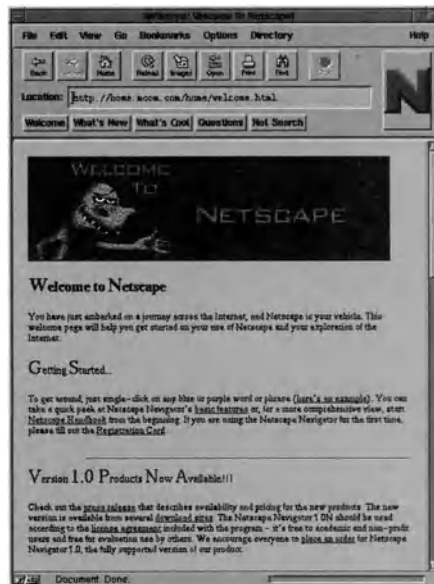 Netscape: Welcome to Netscape!
File Edit View Go Bookmarks Options Directory Help
Back Home Reload Images Open Print Find
Location: http://home.mcom.com/home/welcome.html
Welcome What's New What's Cool Questions Net Search
N
WELCOME
TO
NETSCAPE
Welcome to Netscape
You have just embarked on a journey across the Internet, and Netscape is your vehicle. This
welcome page will help you get started on your use of Netscape and your exploration of the
Internet.
Getting Started...
To get around, just single-click on any blue or purple word or phrase (here's an example). You can
take a quick peek at Netscape Navigator's basic features or, for a more comprehensive view, start
Netscape Handbook from the beginning. If you are using the Netscape Navigator for the first time,
please fill out the Registration Card.
Version 1.0 Products Now Available!!!
Check out the press release that describes availability and pricing for the new products. The new
version is available from several download sites. The Netscape Navigator 1.0N should be used
according to the license agreement included with the program - it's free to academic and non-profit
users and free for evaluation use by others. We encourage everyone to place an order for Netscape
Navigator 1.0, the fully supported version of our product.
Document: Done.